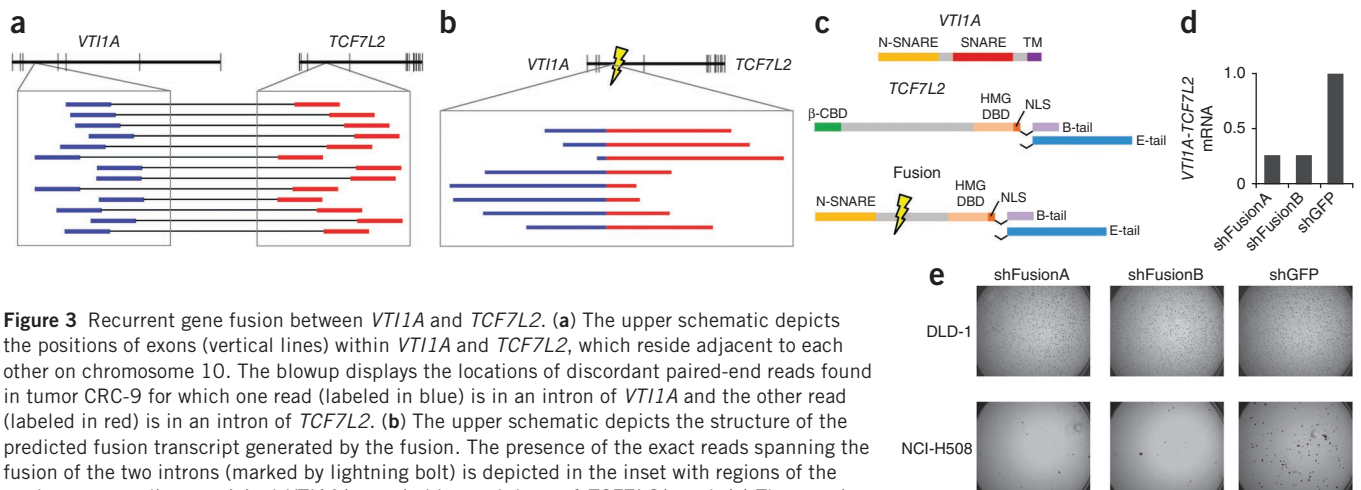 a
VTI1A
TCF7L2
b
VTI1A
TCF7L2
c
VTI1A
N-SNARE
SNARE
TM
TCF7L2
β-CBD
HMG
DBD
NLS
B-tail
E-tail
Fusion
N-SNARE
HMG
DBD
NLS
B-tail
E-tail
d
VTI1A-TCF7L2
mRNA
1.0
0.5
0
shFusionA
shFusionB
shGFP
e
shFusionA
shFusionB
shGFP
DLD-1
NCI-H508
Figure 3 Recurrent gene fusion between VTI1A and TCF7L2. (a) The upper schematic depicts
the positions of exons (vertical lines) within VTI1A and TCF7L2, which reside adjacent to each
other on chromosome 10. The blowup displays the locations of discordant paired-end reads found
in tumor CRC-9 for which one read (labeled in blue) is in an intron of VTI1A and the other read
(labeled in red) is in an intron of TCF7L2. (b) The upper schematic depicts the structure of the
predicted fusion transcript generated by the fusion. The presence of the exact reads spanning the
fusion of the two introns (marked by lightning bolt) is depicted in the inset with regions of the